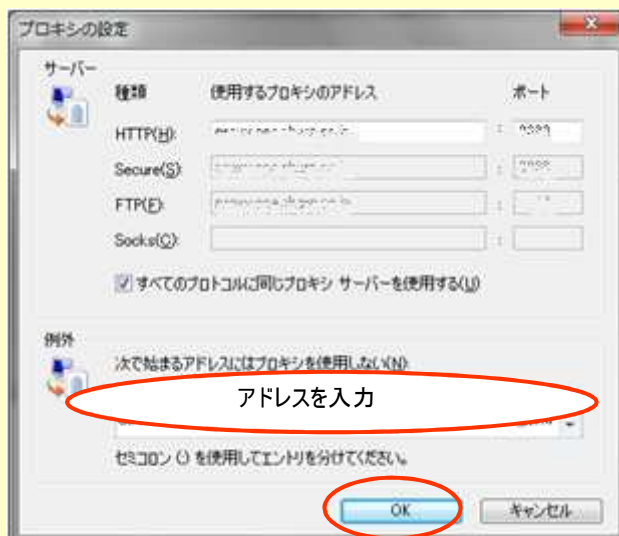 プロキシの設定
サーバー
種類 使用するプロキシのアドレス ポート
HTTP(H): :
Secure(S): :
FTP(F): :
Socks(C): :
すべてのプロトコルに同じプロキシ サーバーを使用する(U)
例外
次で始まるアドレスにはプロキシを使用しない(N):
アドレスを入力
セミコロン (;) を使用してエントリを分けてください。
OK キャンセル